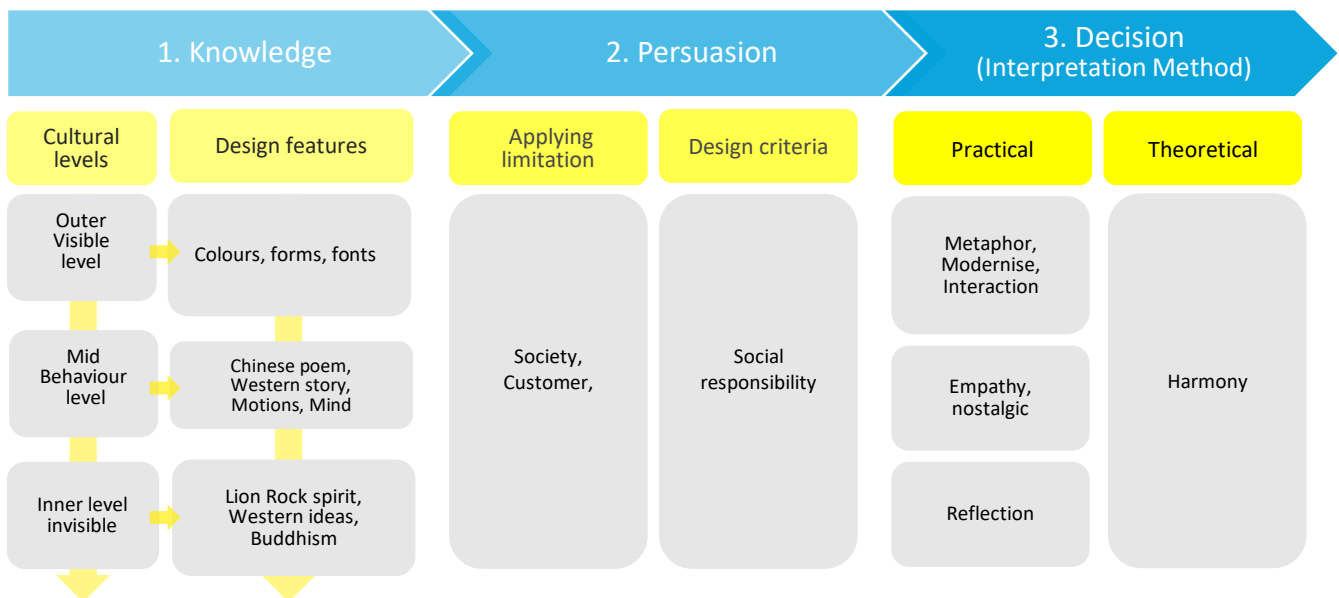 1. Knowledge
2. Persuasion
3. Decision
(Interpretation Method)
Cultural
levels
Design features
Applying
limitation
Design criteria
Practical
Theoretical
Outer
Visible
level
Colours, forms, fonts
Mid
Behaviour
level
Chinese poem,
Western story,
Motions, Mind
Inner level
invisible
Lion Rock spirit,
Western ideas,
Buddhism
Society,
Customer,
Social
responsibility
Metaphor,
Modernise,
Interaction
Empathy,
nostalgic
Reflection
Harmony